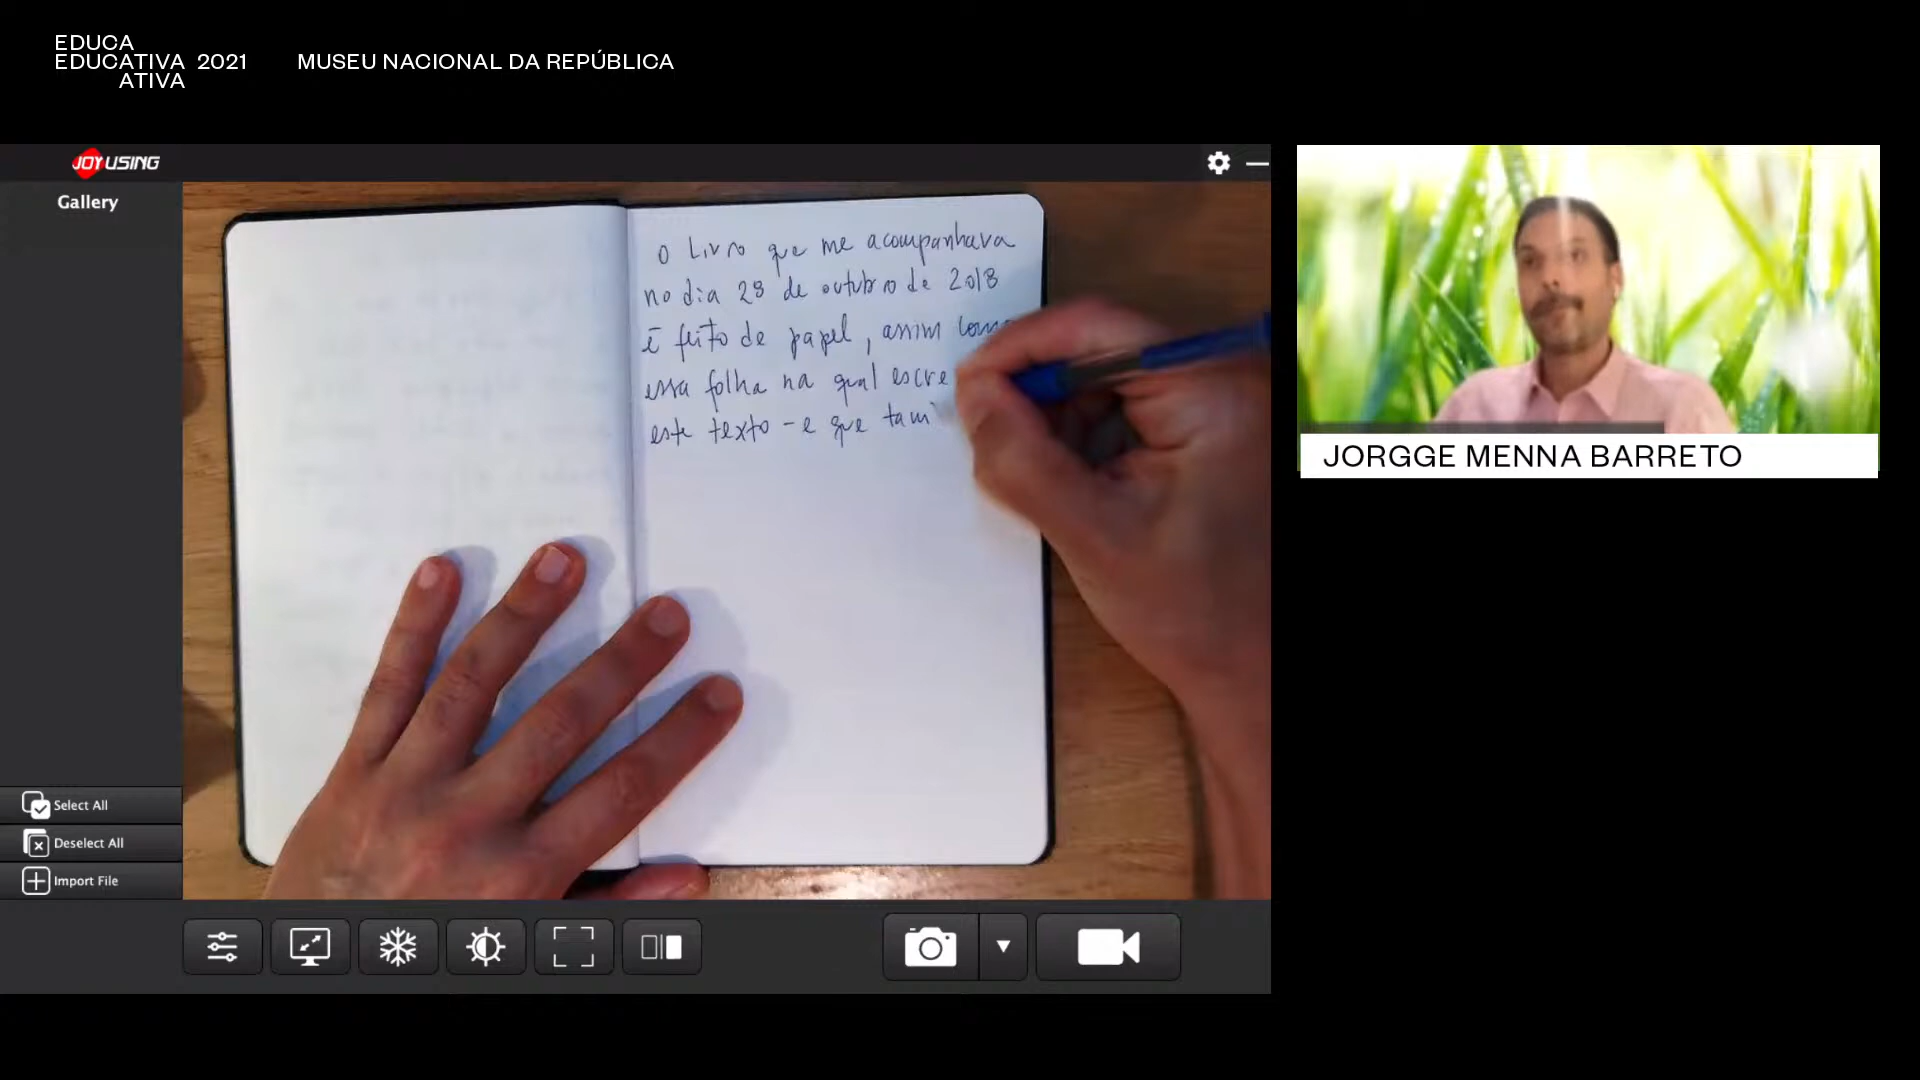 EDUCA
EDUCATIVA 2021
ATIVA
MUSEU NACIONAL DA REPÚBLICA
JOYUSING
Gallery
O Livro que me acompanhava
no dia 28 de outubro de 2018
é feito de papel, assim como
essa folha na qual escre
este texto - e que tam
Select All
Deselect All
Import File
JORGGE MENNA BARRETO